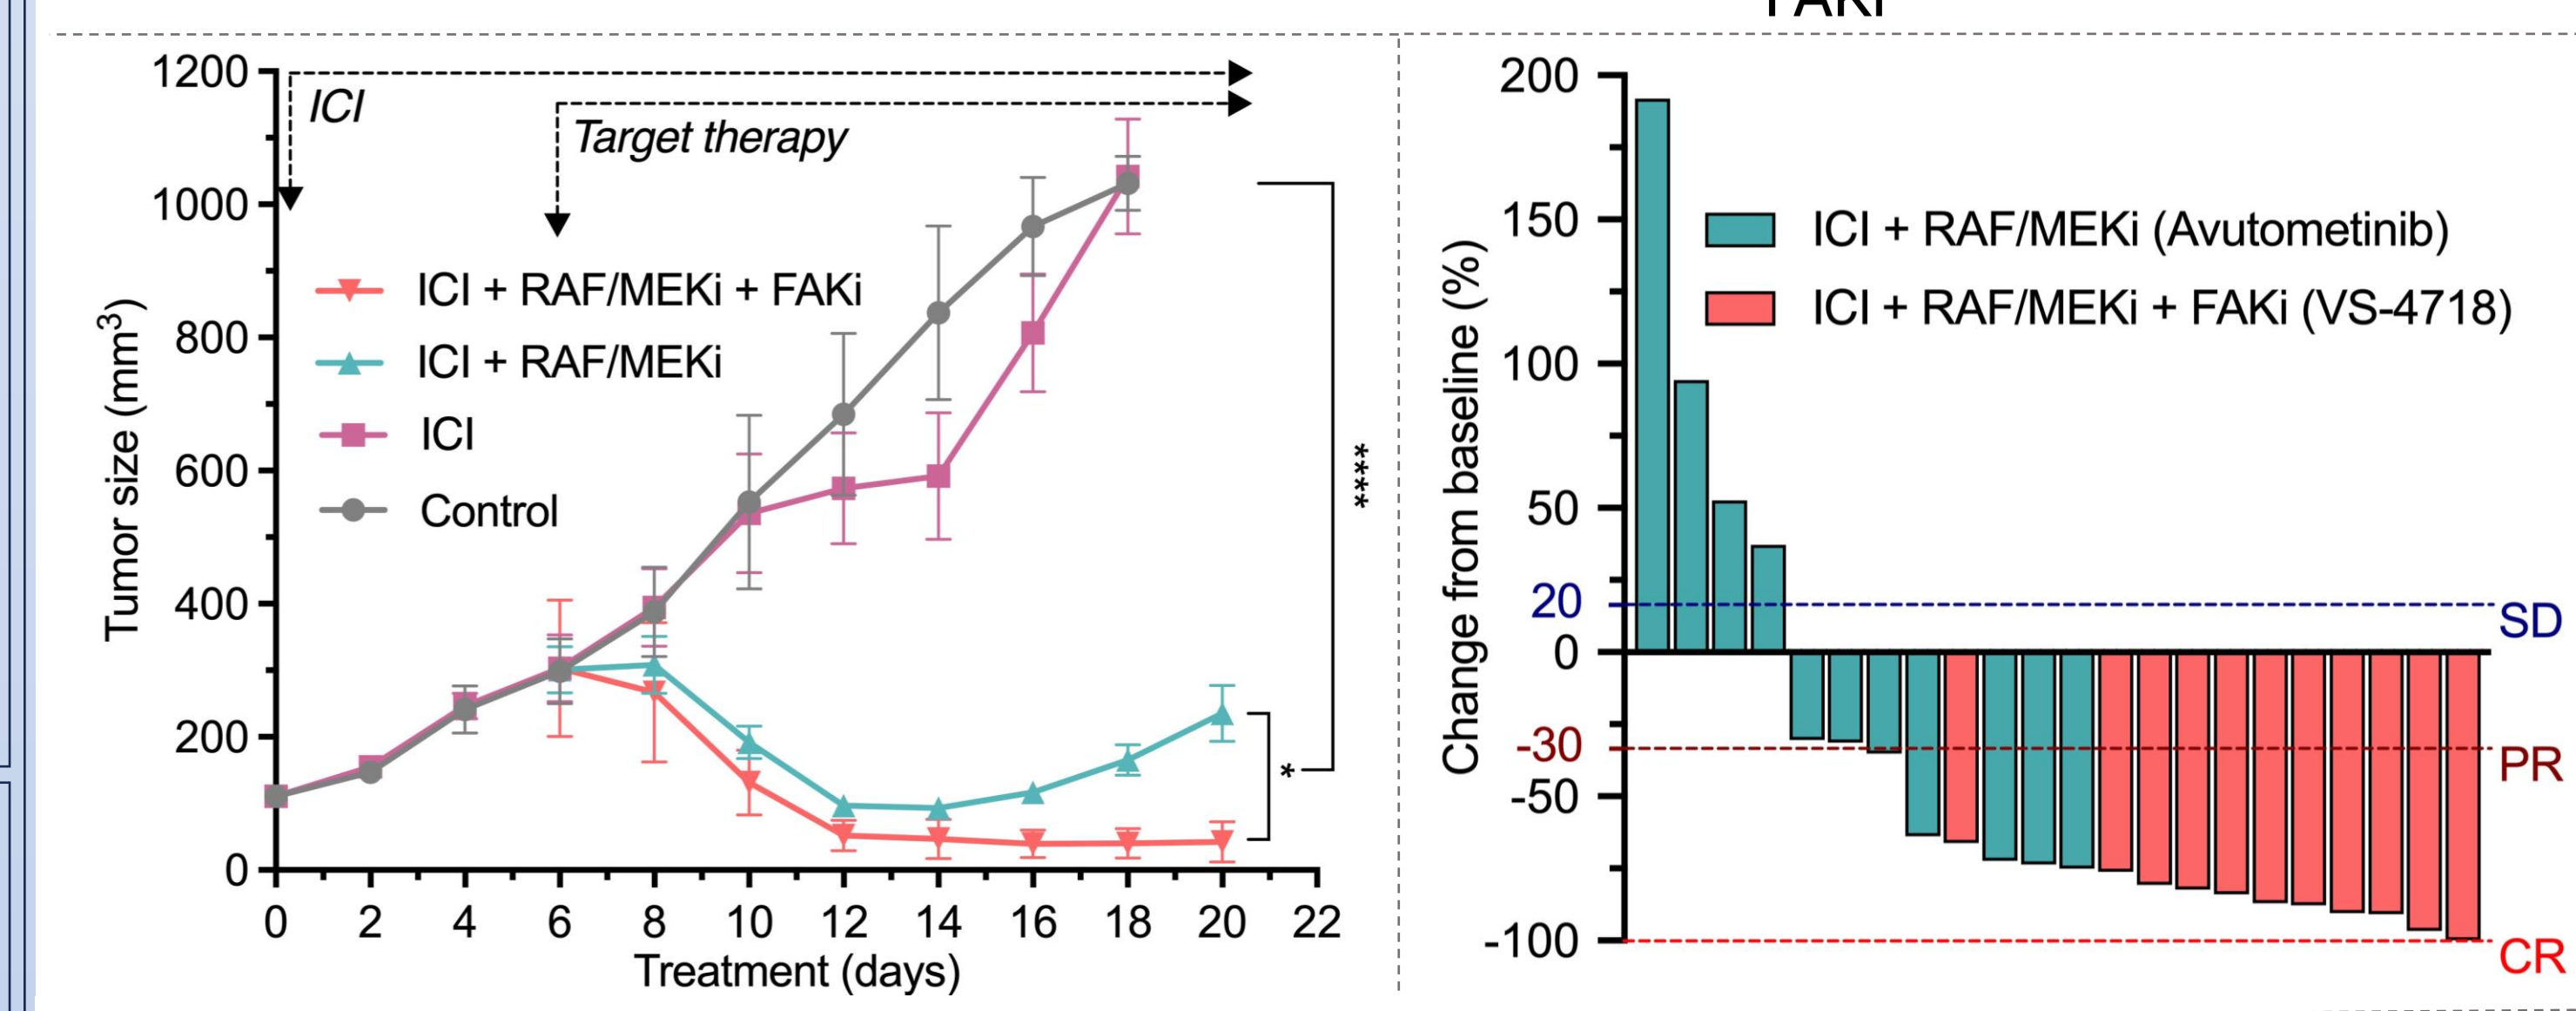 FAKi
1200
1000
800
600
400
200
0
Tumor size (mm³)
ICI
Target therapy
ICI + RAF/MEKi + FAKi
ICI + RAF/MEKi
ICI
Control
****
*
0 2 4 6 8 10 12 14 16 18 20 22
Treatment (days)
200
150
100
50
20
0
-30
-50
-100
Change from baseline (%)
ICI + RAF/MEKi (Avutometinib)
ICI + RAF/MEKi + FAKi (VS-4718)
SD
PR
CR